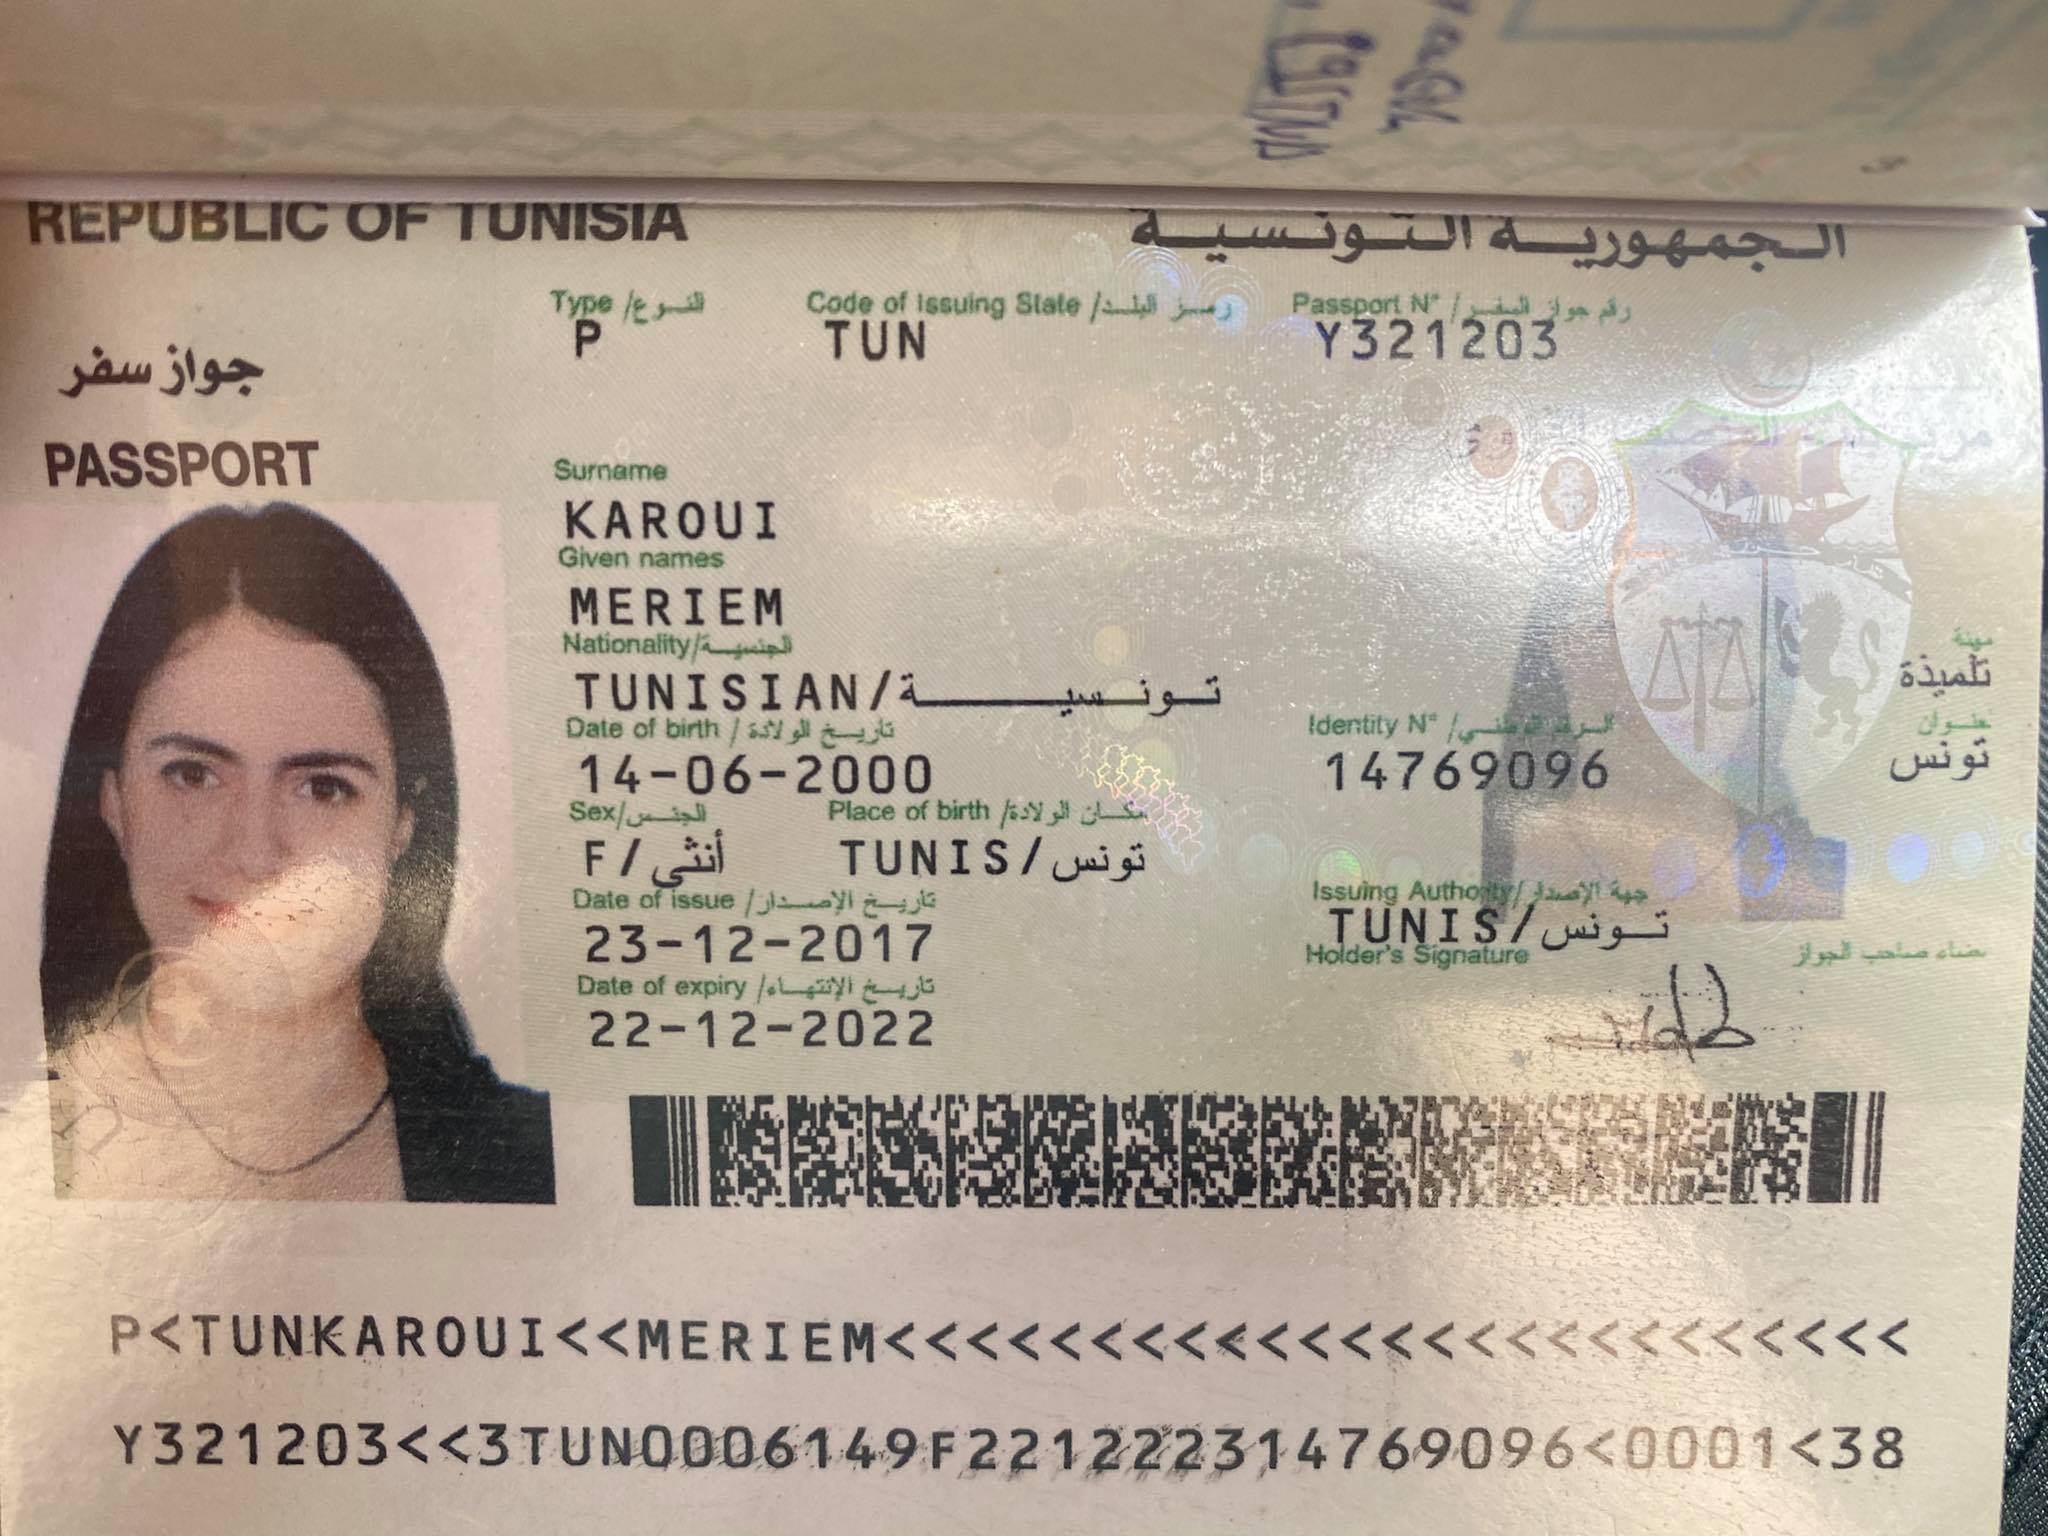 REPUBLIC OF TUNISIA
الجمهورية التونسية
جواز سفر
PASSPORT
Type / النوع
Code of Issuing State / رمز البلد
Passport N° / رقم جواز السفر
P
TUN
Y321203
Surname
KAROUI
Given names
MERIEM
Nationality/الجنسية
TUNISIAN/تونسية
مهنة
تلميذة
Date of birth / تاريخ الولادة
Identity N° / الرقم الوطني
عنوان
14-06-2000
14769096
تونس
Sex/الجنس
Place of birth /مكان الولادة
F/أنثى
TUNIS/تونس
Date of issue /تاريخ الإصدار
Issuing Authority/جهة الإصدار
23-12-2017
TUNIS/تونس
Holder's Signature
إمضاء صاحب الجواز
Date of expiry /تاريخ الإنتهاء
22-12-2022
P<TUNKAROUI<<MERIEM<<<<<<<<<<<<<<<<<<<<<<<<<
Y321203<<3TUN0006149F221222314769096<0001<38